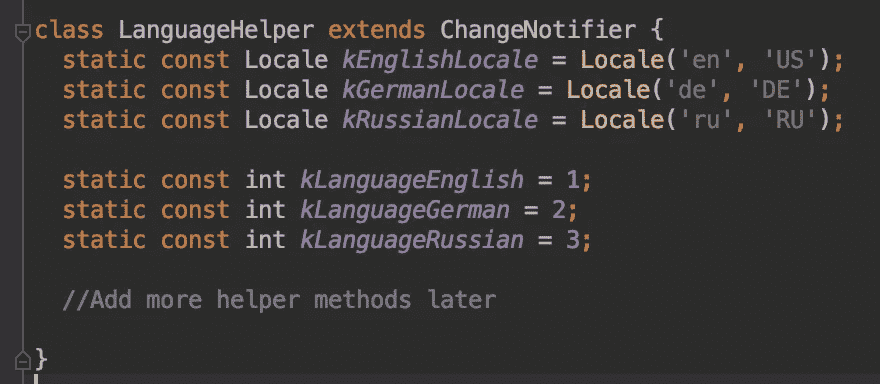 class LanguageHelper extends ChangeNotifier {
  static const Locale kEnglishLocale = Locale('en', 'US');
  static const Locale kGermanLocale = Locale('de', 'DE');
  static const Locale kRussianLocale = Locale('ru', 'RU');

  static const int kLanguageEnglish = 1;
  static const int kLanguageGerman = 2;
  static const int kLanguageRussian = 3;

  //Add more helper methods later

}